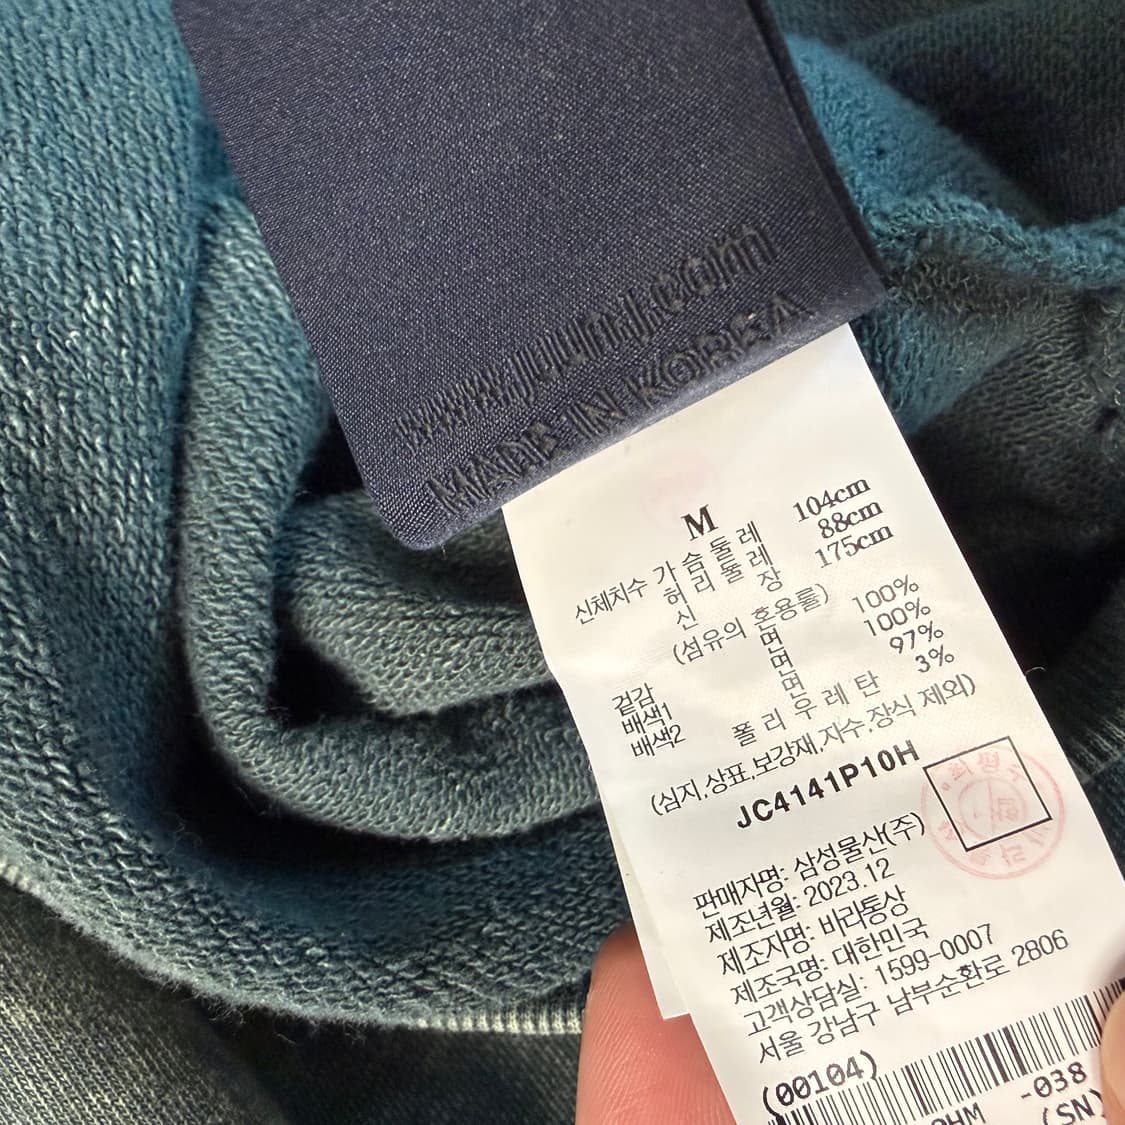 www.juunj.com
MADE IN KOREA
M
신체치수 가슴둘레 104cm
허리둘레 88cm
신장 175cm
(섬유의 혼용률)
겉감 면 100%
배색1 면 100%
배색2 면 97%
폴리우레탄 3%
(심지,상표,보강재,자수,장식 제외)
JC4141P10H
판매자명: 삼성물산(주)
제조년월: 2023.12
제조자명: 바라통상
제조국명: 대한민국
고객상담실: 1599-0007
서울 강남구 남부순환로 2806
(00104)
-038
(SN)